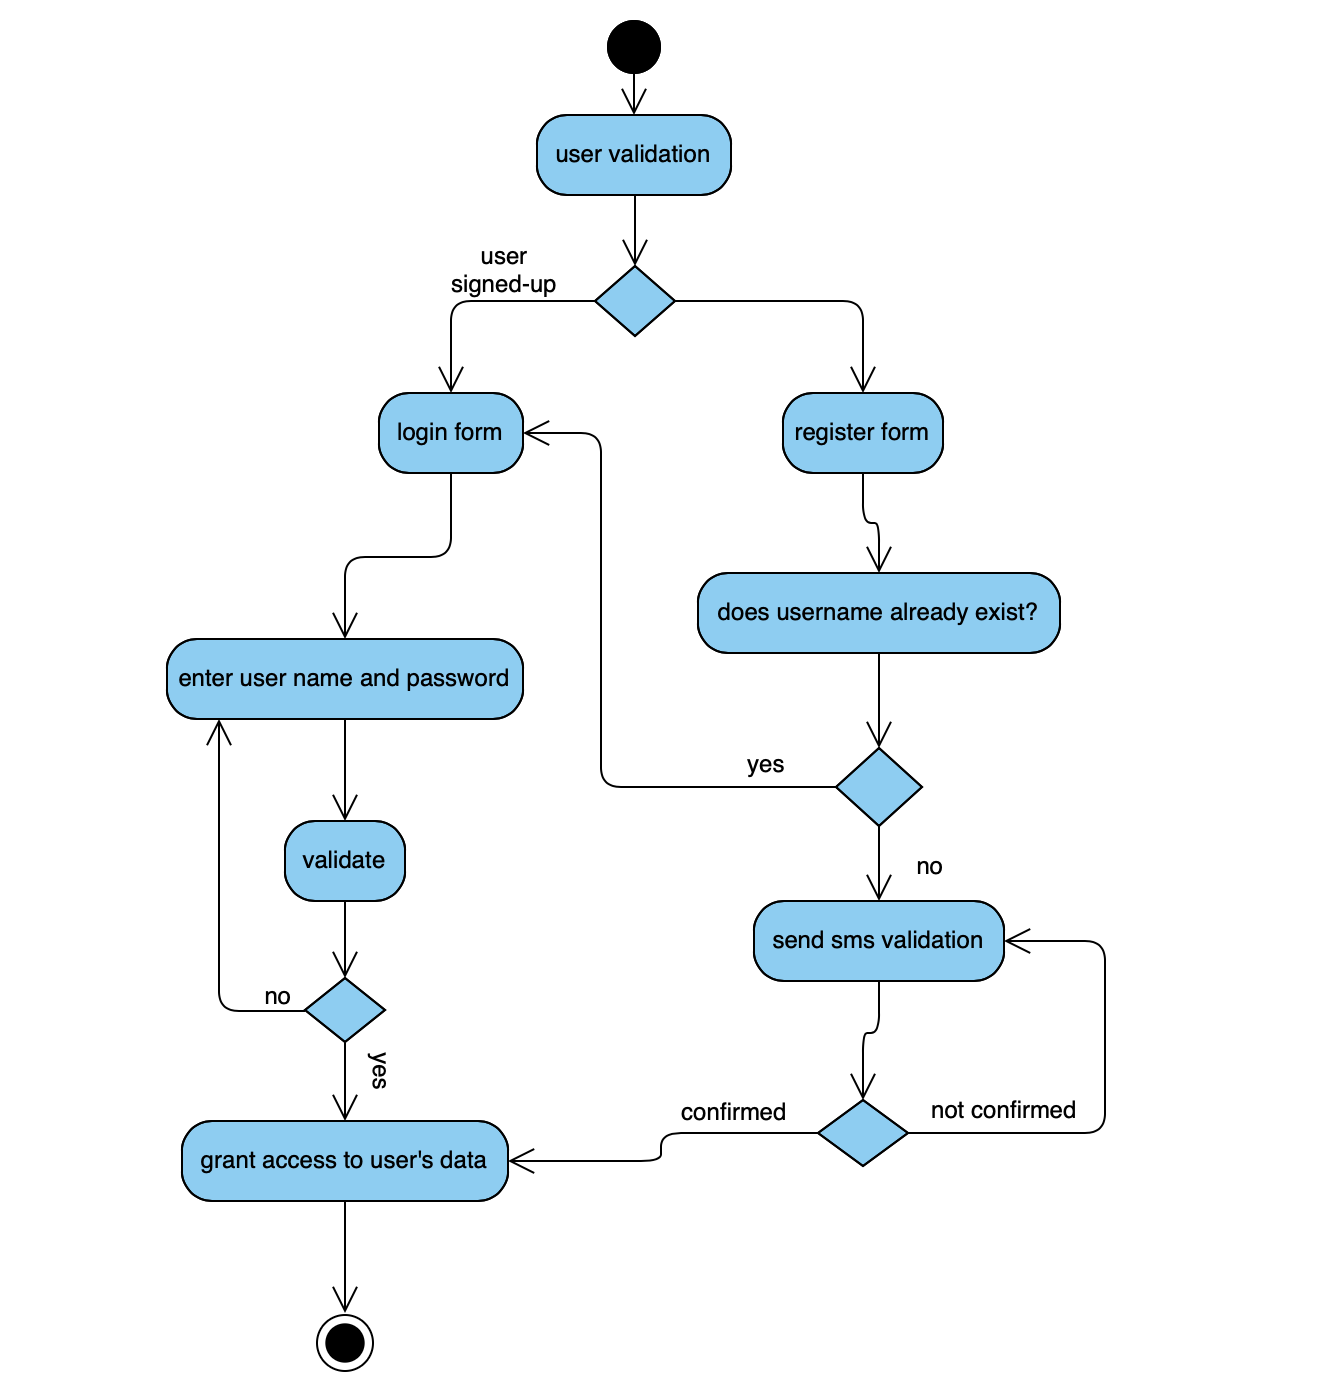 user validation
user
signed-up
login form
register form
does username already exist?
enter user name and password
yes
validate
no
send sms validation
no
yes
confirmed
not confirmed
grant access to user's data